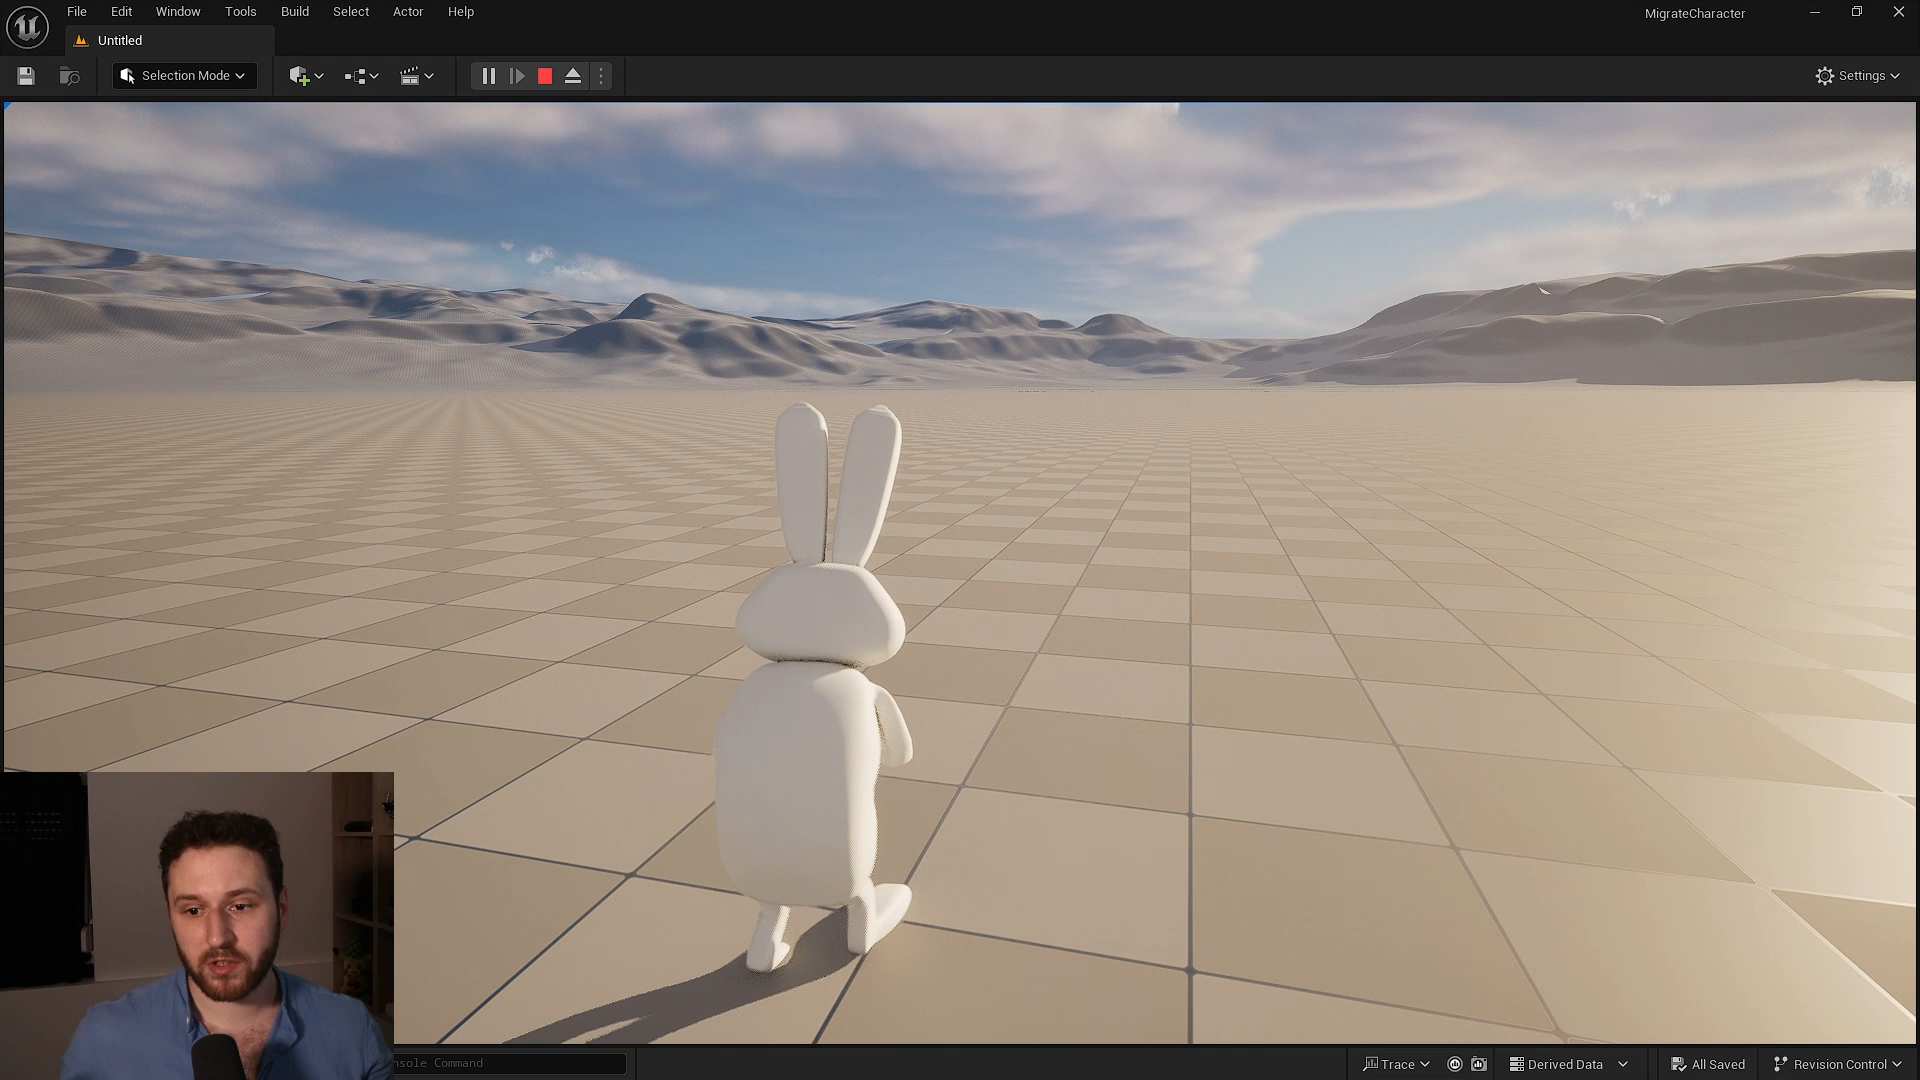 File Edit Window Tools Build Select Actor Help
MigrateCharacter
Untitled
Selection Mode
Settings
Command
Trace
Derived Data
All Saved
Revision Control